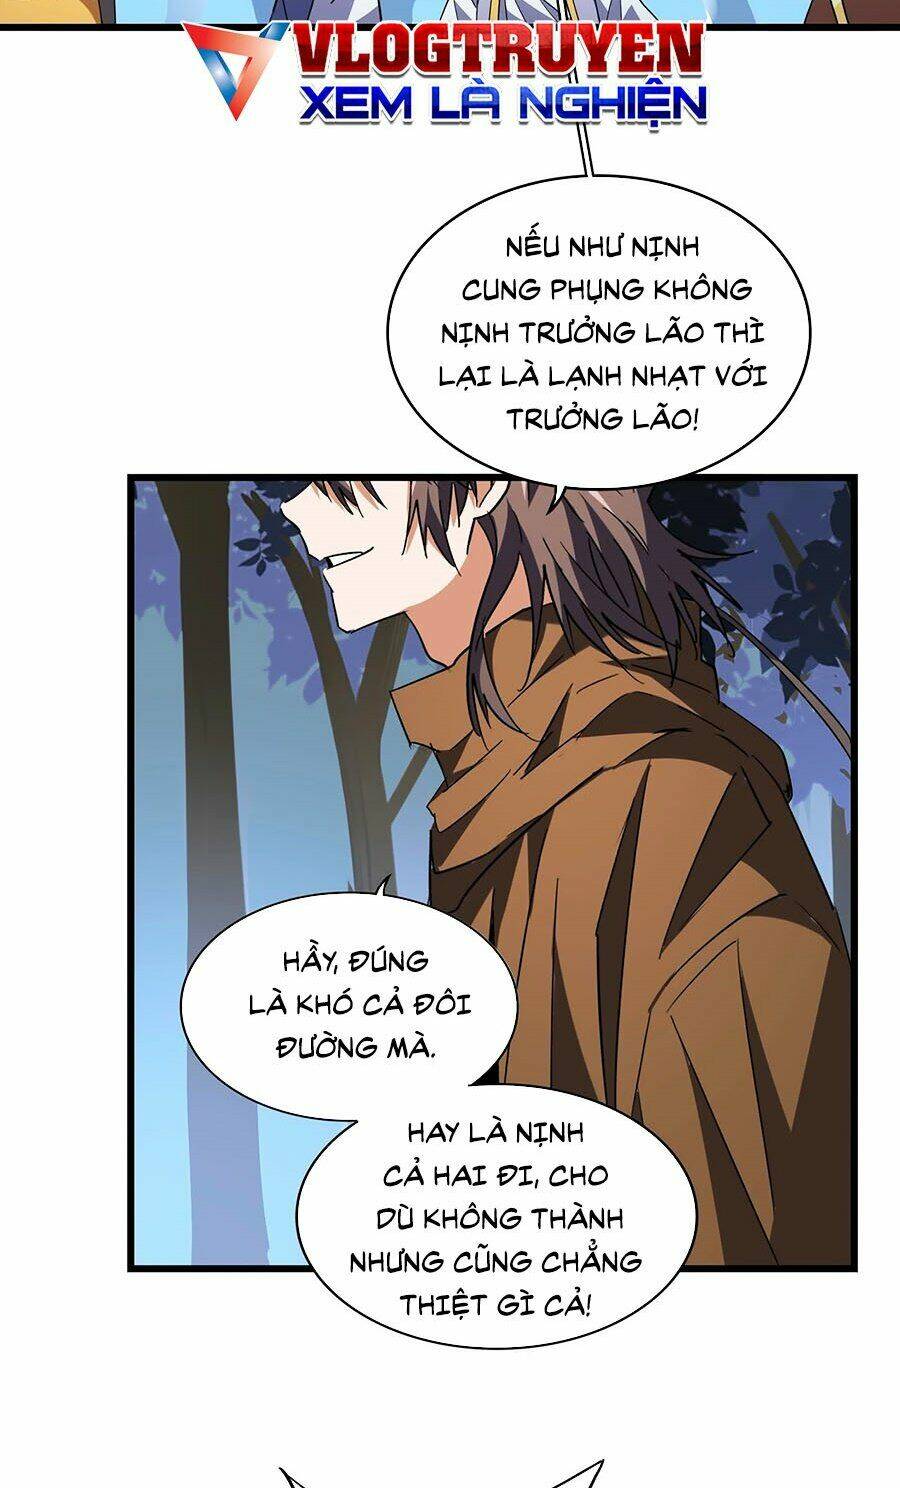 VLOGTRUYEN
XEM LÀ NGHIỆN
NẾU NHƯ NỊNH
CUNG PHỤNG KHÔNG
NỊNH TRƯỞNG LÃO THÌ
LẠI LÀ LẠNH NHẠT VỚI
TRƯỞNG LÃO!
HẦY, ĐÚNG
LÀ KHÓ CẢ ĐÔI
ĐƯỜNG MÀ.
HAY LÀ NỊNH
CẢ HAI ĐI, CHO
DÙ KHÔNG THÀNH
NHƯNG CŨNG CHẲNG
THIỆT GÌ CẢ!